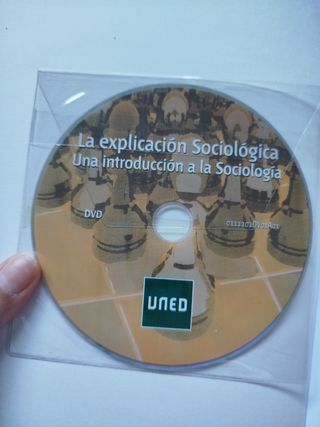 La explicación Sociológica
Una introducción a la Sociología
DVD
UNED